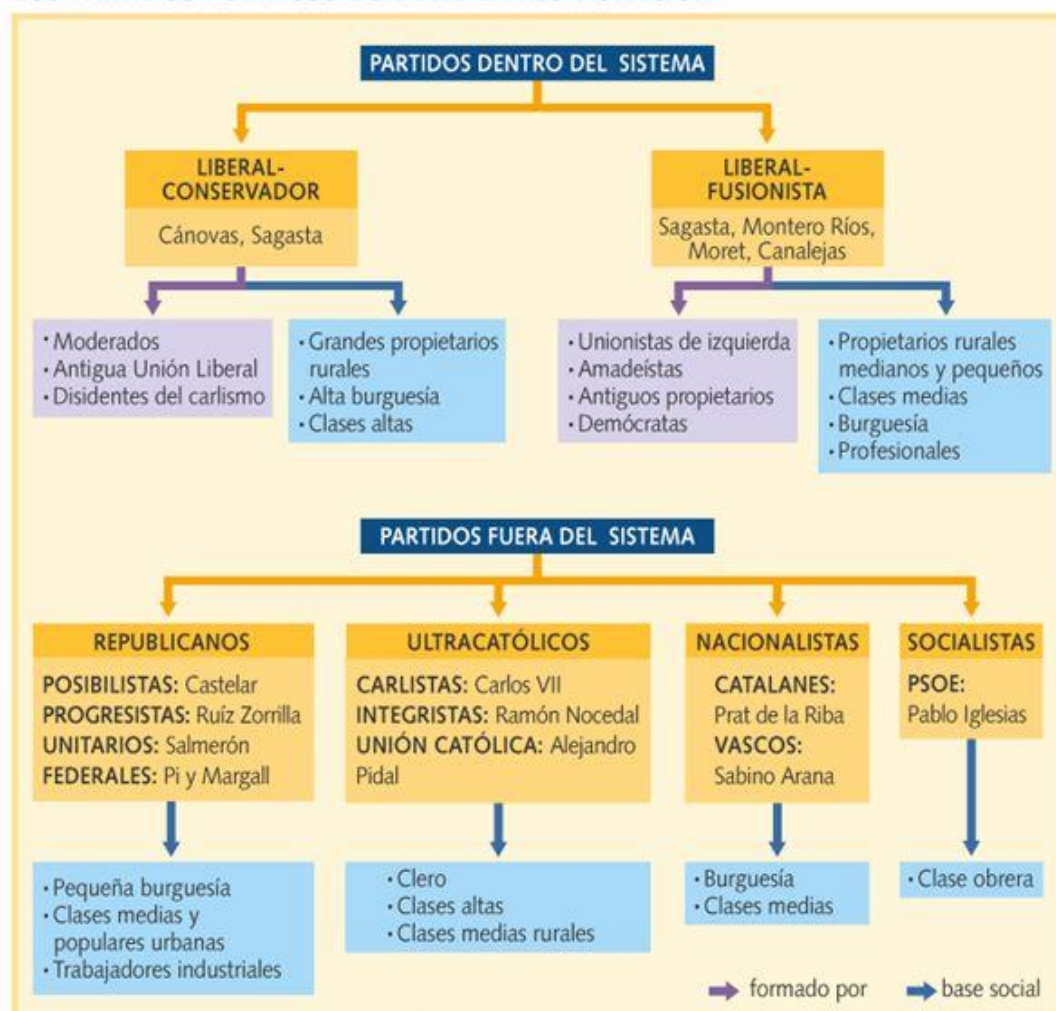 PARTIDOS DENTRO DEL SISTEMA
LIBERAL-
CONSERVADOR
Cánovas, Sagasta
LIBERAL-
FUSIONISTA
Sagasta, Montero Ríos,
Moret, Canalejas
• Moderados
• Antigua Unión Liberal
• Disidentes del carlismo
• Grandes propietarios
rurales
• Alta burguesía
• Clases altas
• Unionistas de izquierda
• Amadeístas
• Antiguos propietarios
• Demócratas
• Propietarios rurales
medianos y pequeños
• Clases medias
• Burguesía
• Profesionales
PARTIDOS FUERA DEL SISTEMA
REPUBLICANOS
POSIBILISTAS: Castelar
PROGRESISTAS: Ruíz Zorrilla
UNITARIOS: Salmerón
FEDERALES: Pi y Margall
ULTRACATÓLICOS
CARLISTAS: Carlos VII
INTEGRISTAS: Ramón Nocedal
UNIÓN CATÓLICA: Alejandro
Pidal
NACIONALISTAS
CATALANES:
Prat de la Riba
VASCOS:
Sabino Arana
SOCIALISTAS
PSOE:
Pablo Iglesias
• Pequeña burguesía
• Clases medias y
populares urbanas
• Trabajadores industriales
• Clero
• Clases altas
• Clases medias rurales
• Burguesía
• Clases medias
• Clase obrera
formado por
base social